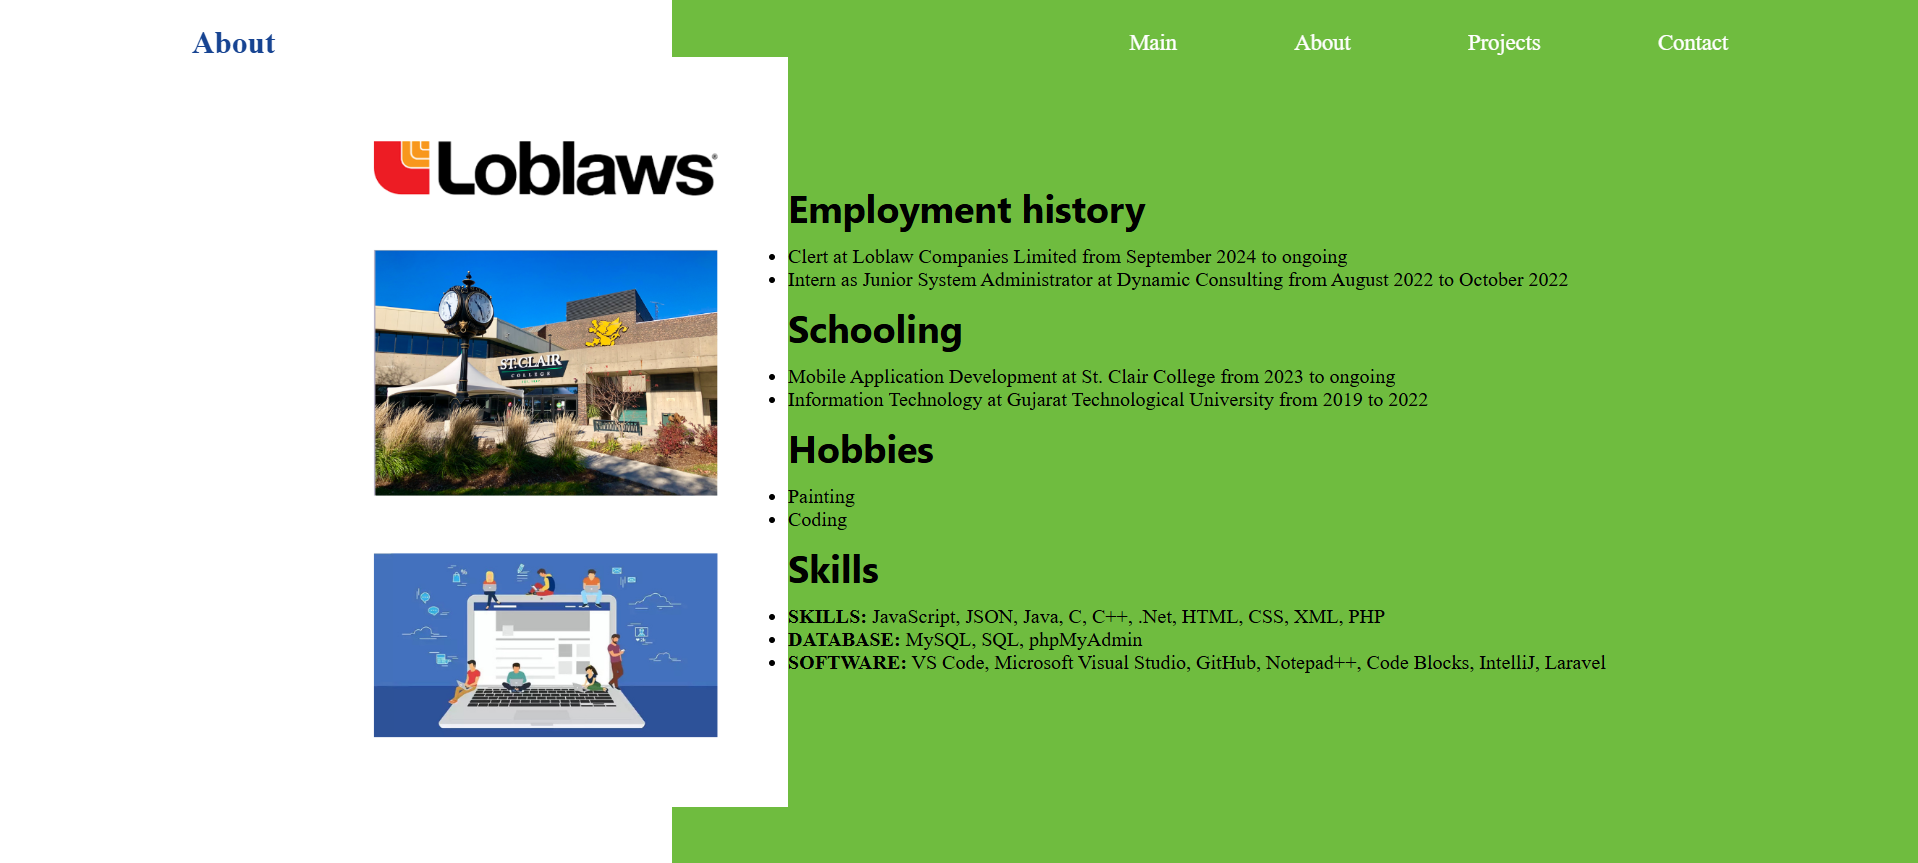 About
Main About Projects Contact
Loblaws®
ST. CLAIR
COLLEGE
Employment history
• Clert at Loblaw Companies Limited from September 2024 to ongoing
• Intern as Junior System Administrator at Dynamic Consulting from August 2022 to October 2022
Schooling
• Mobile Application Development at St. Clair College from 2023 to ongoing
• Information Technology at Gujarat Technological University from 2019 to 2022
Hobbies
• Painting
• Coding
Skills
• SKILLS: JavaScript, JSON, Java, C, C++, .Net, HTML, CSS, XML, PHP
• DATABASE: MySQL, SQL, phpMyAdmin
• SOFTWARE: VS Code, Microsoft Visual Studio, GitHub, Notepad++, Code Blocks, IntelliJ, Laravel